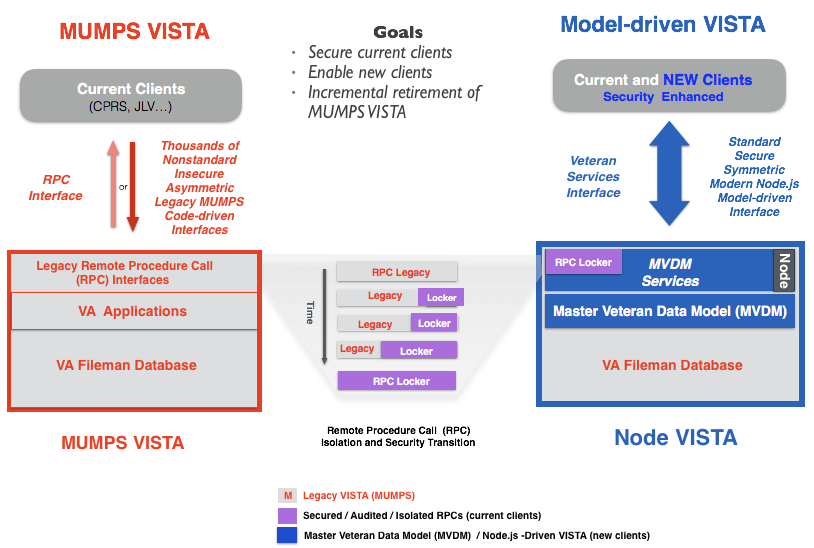 MUMPS VISTA
Current Clients
(CPRS, JLV...)
RPC
Interface
or
Thousands of
Nonstandard
Insecure
Asymmetric
Legacy MUMPS
Code-driven
Interfaces
Legacy Remote Procedure Call
(RPC) Interfaces
VA Applications
VA Fileman Database
MUMPS VISTA
Goals
• Secure current clients
• Enable new clients
• Incremental retirement of
MUMPS VISTA
Time
RPC Legacy
Legacy Locker
Legacy Locker
Legacy Locker
RPC Locker
Remote Procedure Call (RPC)
Isolation and Security Transition
Model-driven VISTA
Current and NEW Clients
Security Enhanced
Veteran
Services
Interface
Standard
Secure
Symmetric
Modern Node.js
Model-driven
Interface
RPC Locker
MVDM
Services
Node
Master Veteran Data Model (MVDM)
VA Fileman Database
Node VISTA
M Legacy VISTA (MUMPS)
Secured / Audited / Isolated RPCs (current clients)
Master Veteran Data Model (MVDM) / Node.js -Driven VISTA (new clients)